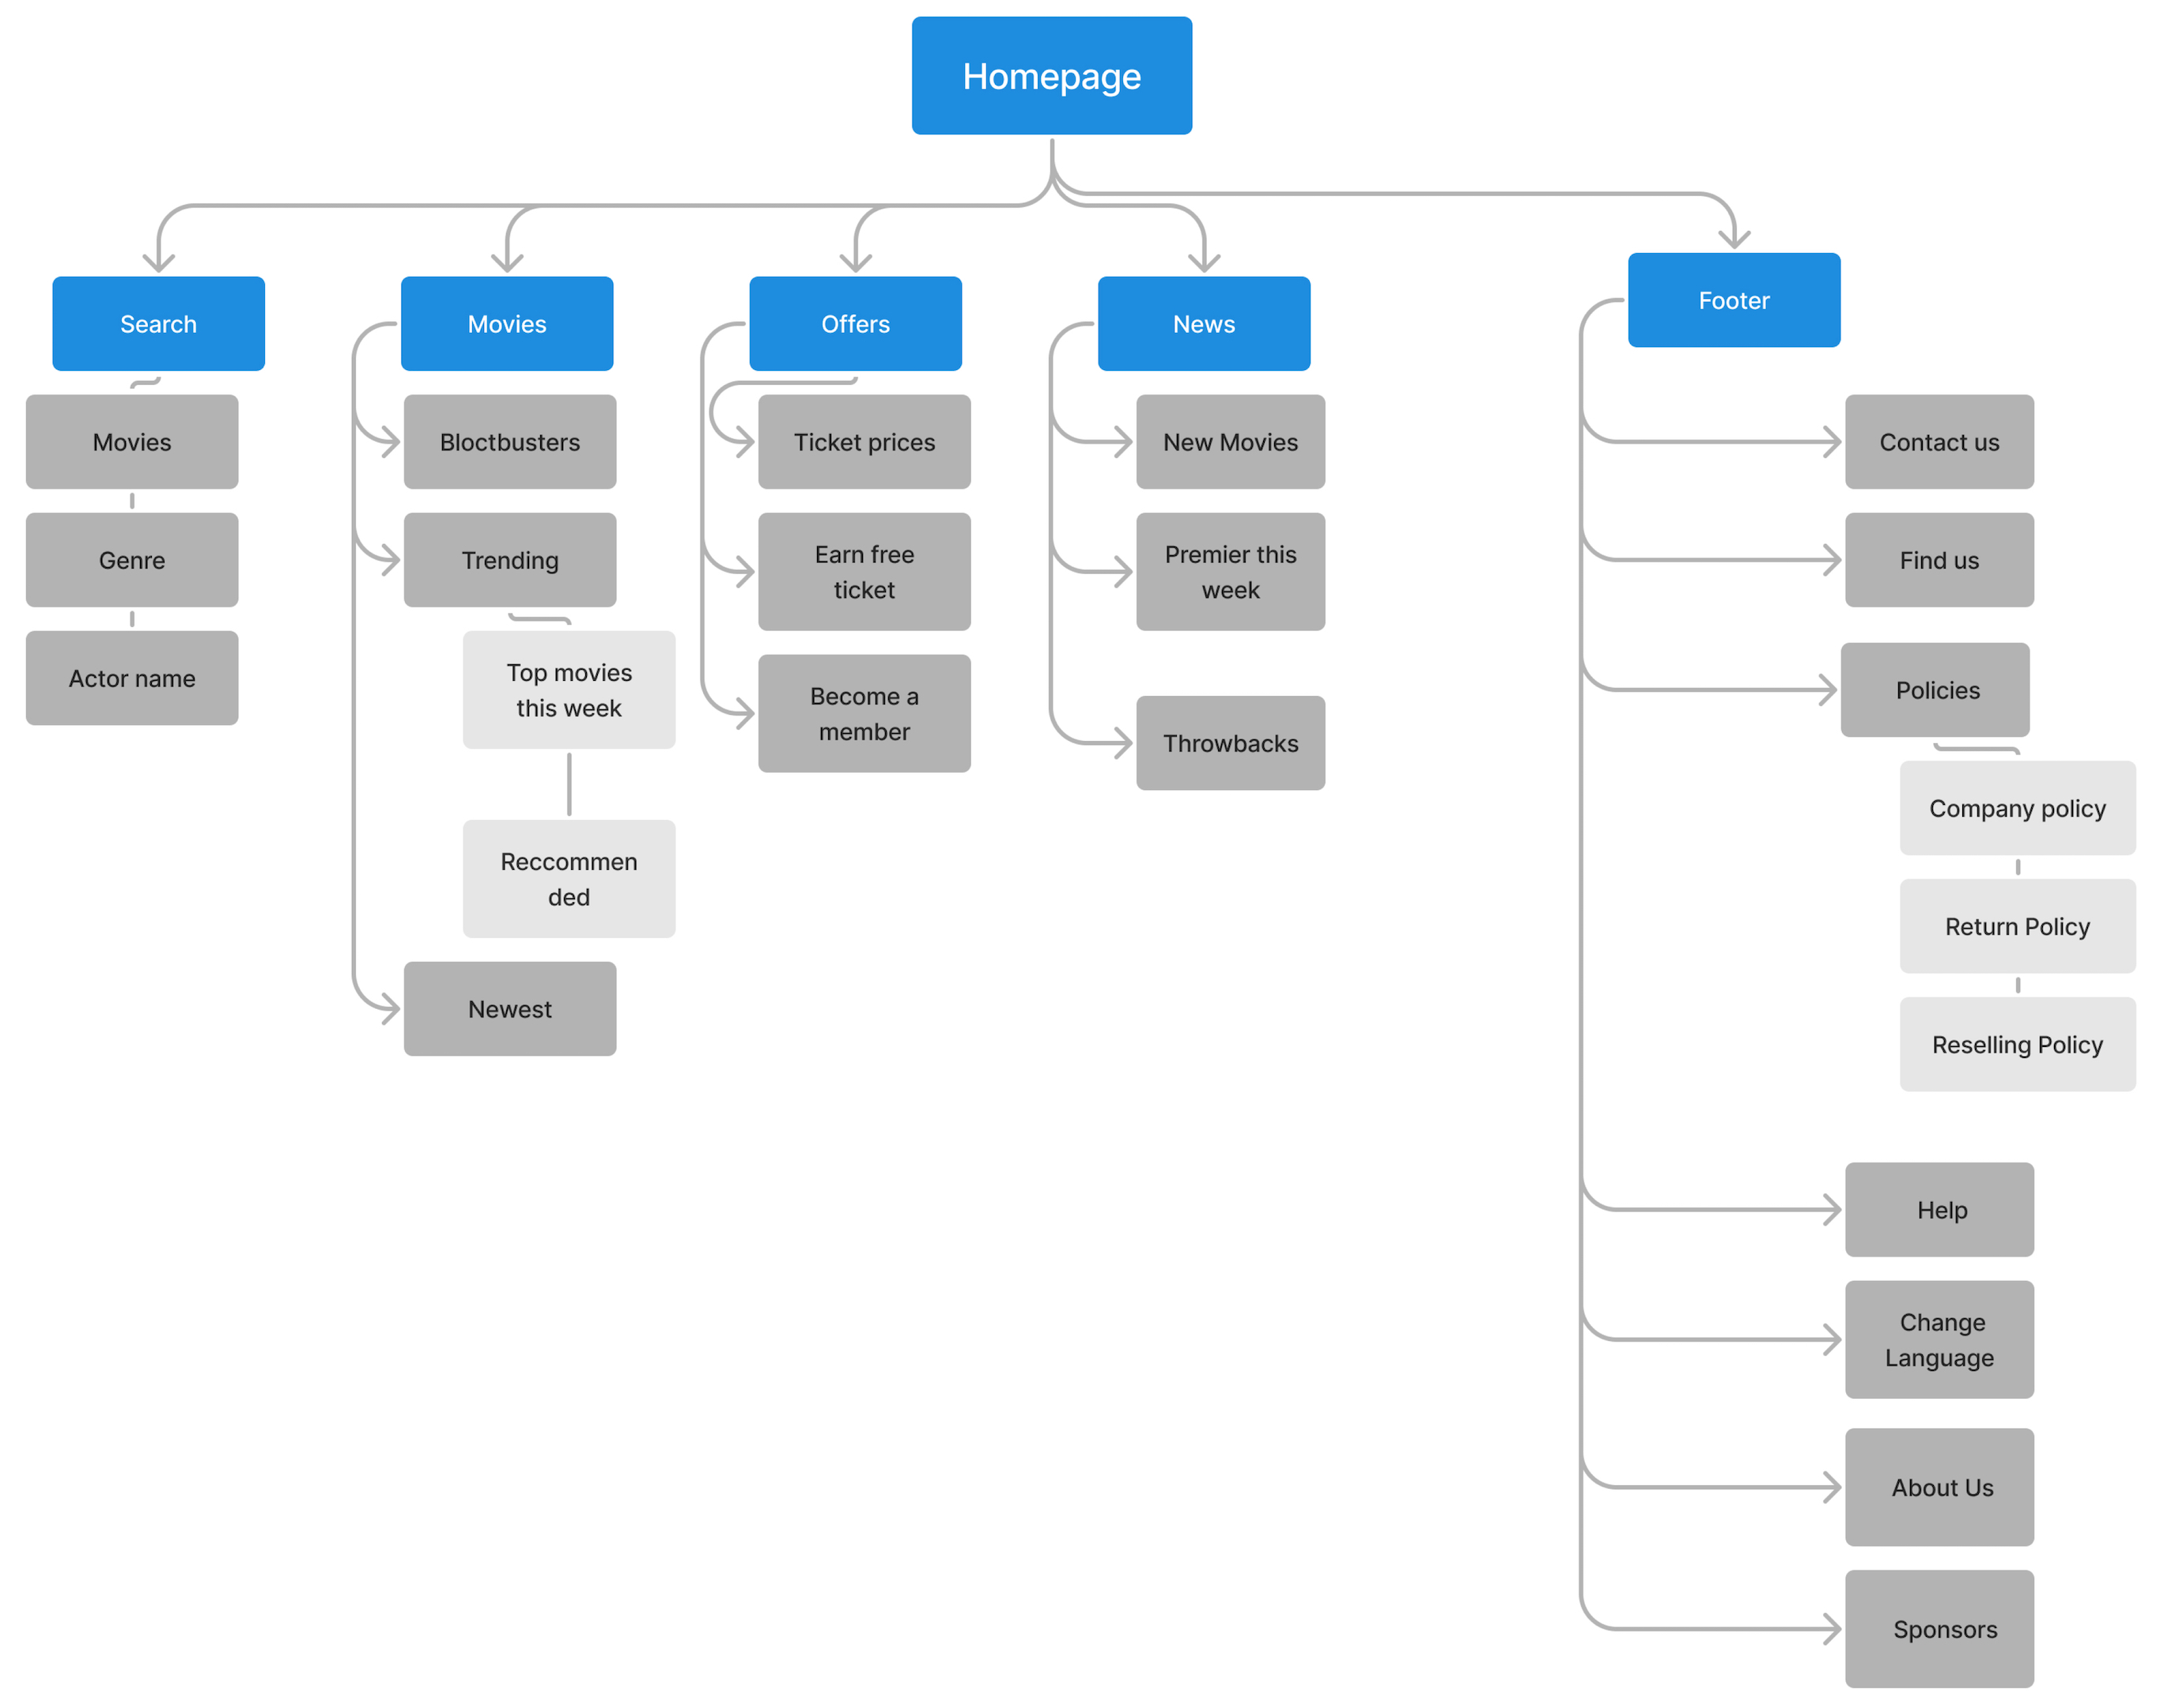 Homepage
Search
Movies
Offers
News
Footer
Movies
Genre
Actor name
Bloctbusters
Trending
Top movies
this week
Reccommen
ded
Newest
Ticket prices
Earn free
ticket
Become a
member
New Movies
Premier this
week
Throwbacks
Contact us
Find us
Policies
Company policy
Return Policy
Reselling Policy
Help
Change
Language
About Us
Sponsors